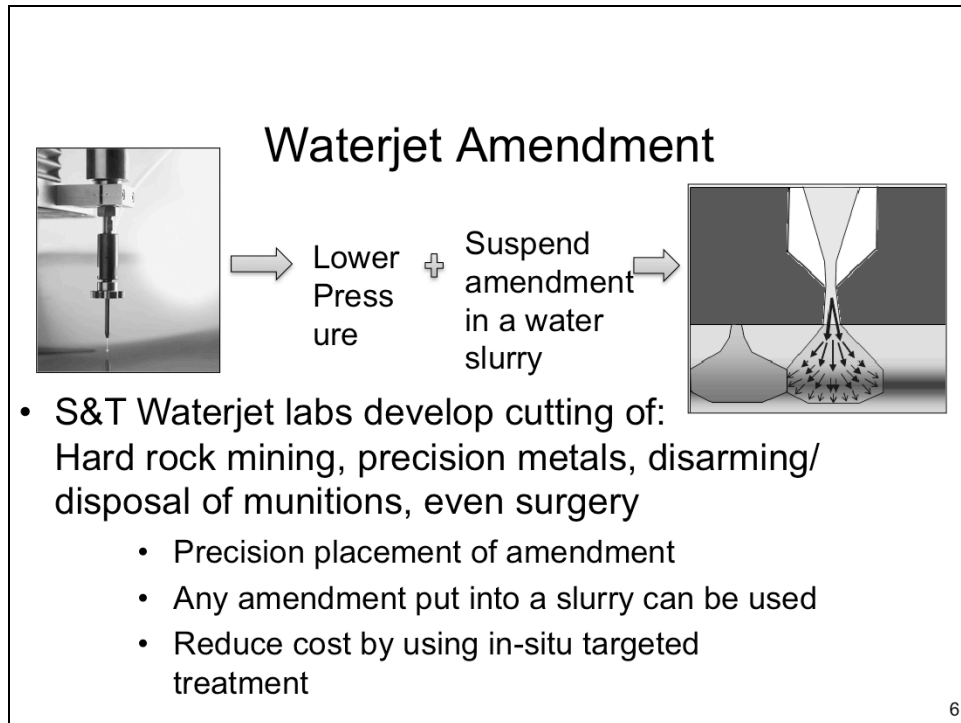 Waterjet Amendment
Lower
Press
ure
Suspend
amendment
in a water
slurry
• S&T Waterjet labs develop cutting of:
Hard rock mining, precision metals, disarming/
disposal of munitions, even surgery
• Precision placement of amendment
• Any amendment put into a slurry can be used
• Reduce cost by using in-situ targeted
treatment
6